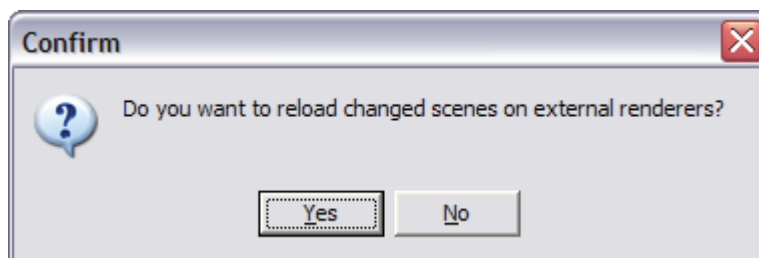 Confirm
Do you want to reload changed scenes on external renderers?
Yes No